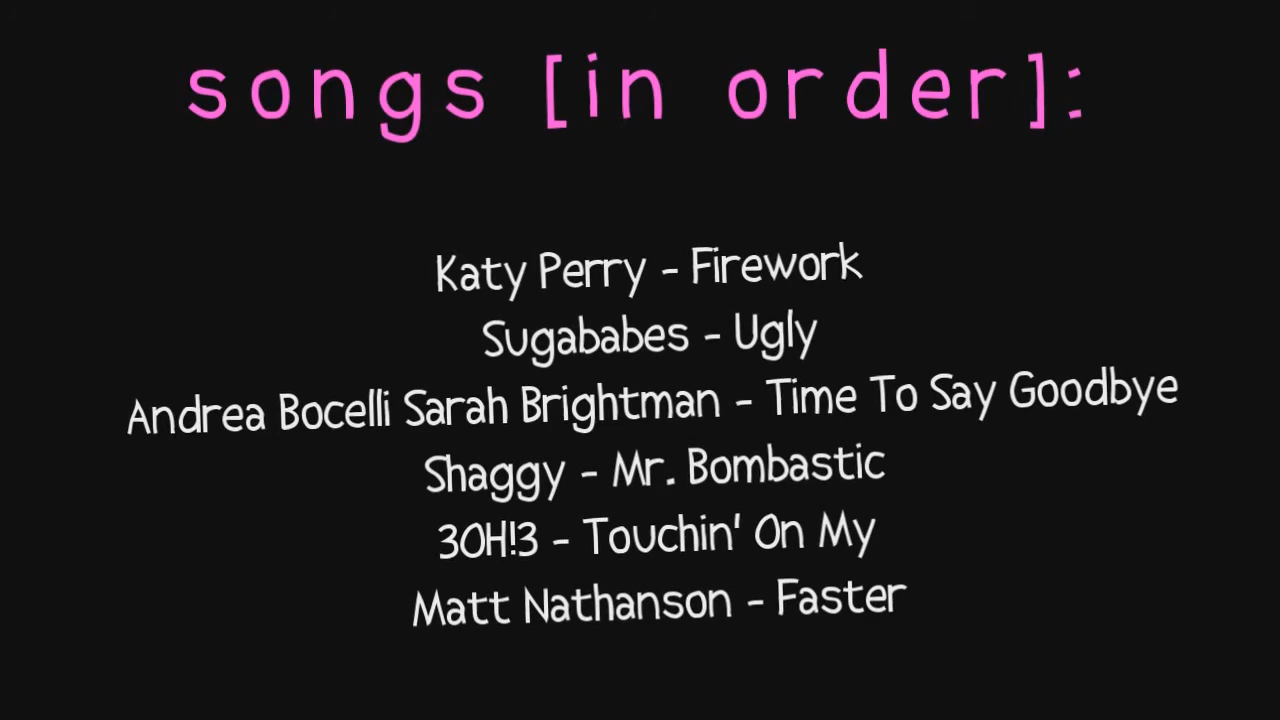 songs [in order]:
Katy Perry - Firework
Sugababes - Ugly
Andrea Bocelli Sarah Brightman - Time To Say Goodbye
Shaggy - Mr. Bombastic
3OH!3 - Touchin' On My
Matt Nathanson - Faster